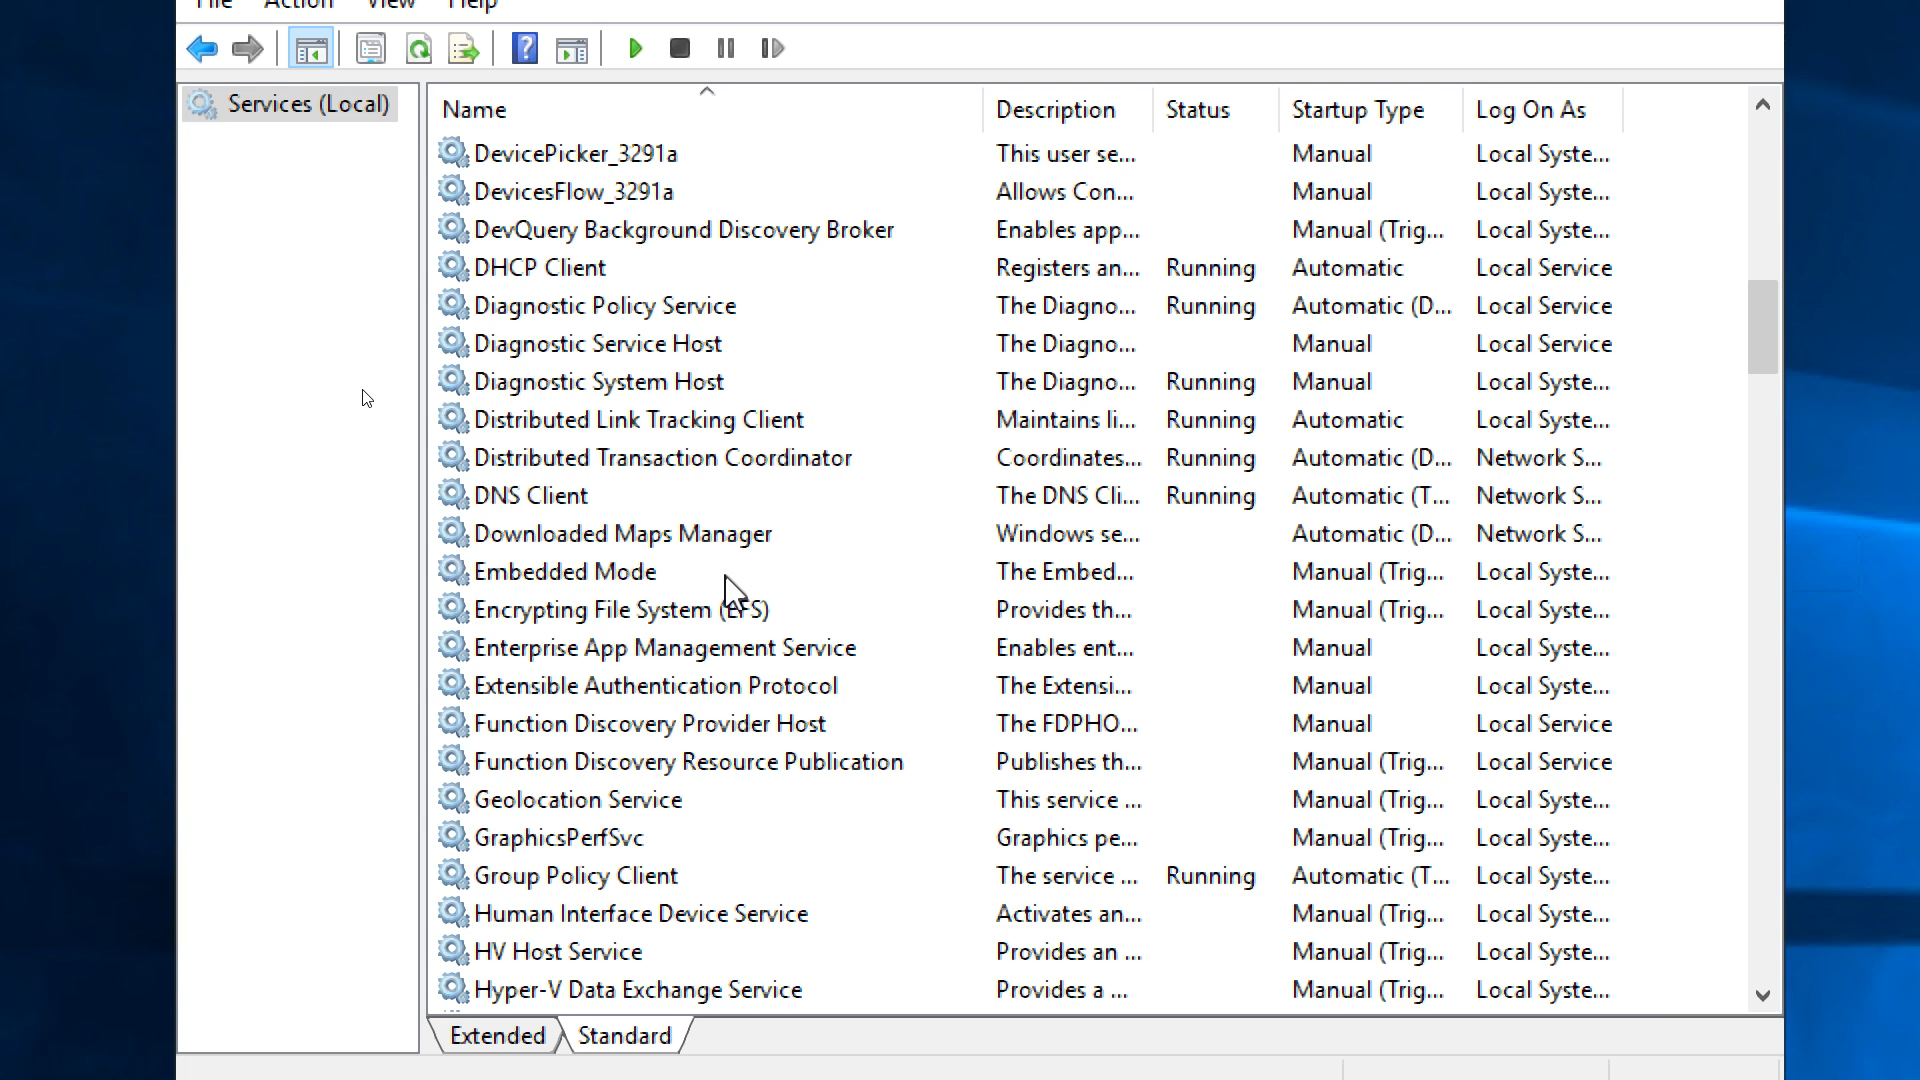 File Action View Help
Services (Local)
Name Description Status Startup Type Log On As
DevicePicker_3291a This user se... Manual Local Syste...
DevicesFlow_3291a Allows Con... Manual Local Syste...
DevQuery Background Discovery Broker Enables app... Manual (Trig... Local Syste...
DHCP Client Registers an... Running Automatic Local Service
Diagnostic Policy Service The Diagno... Running Automatic (D... Local Service
Diagnostic Service Host The Diagno... Manual Local Service
Diagnostic System Host The Diagno... Running Manual Local Syste...
Distributed Link Tracking Client Maintains li... Running Automatic Local Syste...
Distributed Transaction Coordinator Coordinates... Running Automatic (D... Network S...
DNS Client The DNS Cli... Running Automatic (T... Network S...
Downloaded Maps Manager Windows se... Automatic (D... Network S...
Embedded Mode The Embed... Manual (Trig... Local Syste...
Encrypting File System (EFS) Provides th... Manual (Trig... Local Syste...
Enterprise App Management Service Enables ent... Manual Local Syste...
Extensible Authentication Protocol The Extensi... Manual Local Syste...
Function Discovery Provider Host The FDPHO... Manual Local Service
Function Discovery Resource Publication Publishes th... Manual (Trig... Local Service
Geolocation Service This service ... Manual (Trig... Local Syste...
GraphicsPerfSvc Graphics pe... Manual (Trig... Local Syste...
Group Policy Client The service ... Running Automatic (T... Local Syste...
Human Interface Device Service Activates an... Manual (Trig... Local Syste...
HV Host Service Provides an ... Manual (Trig... Local Syste...
Hyper-V Data Exchange Service Provides a ... Manual (Trig... Local Syste...
Extended Standard